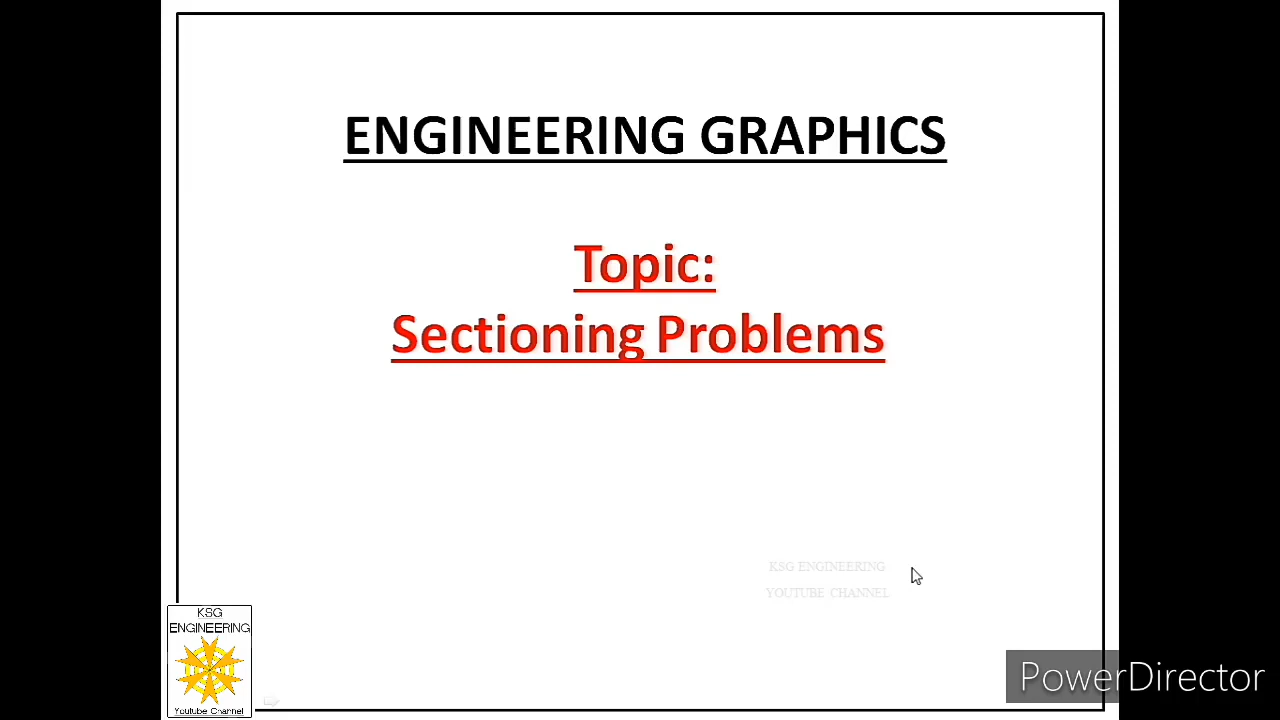 ENGINEERING GRAPHICS
Topic:
Sectioning Problems
KSG ENGINEERING
YOUTUBE CHANNEL
KSG
ENGINEERING
Youtube Channel
PowerDirector